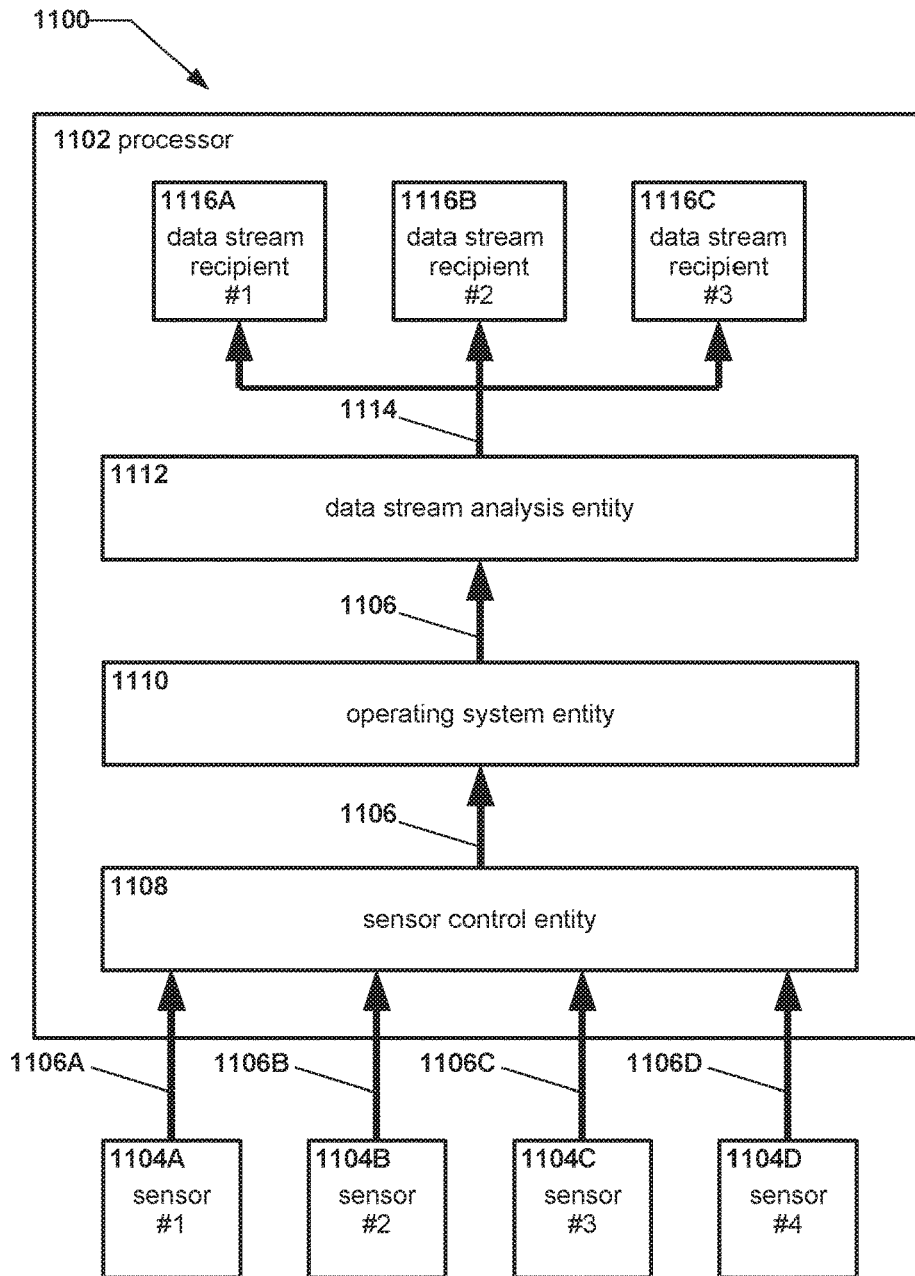 1100
1102 processor
1116A
data stream
recipient
#1
1116B
data stream
recipient
#2
1116C
data stream
recipient
#3
1114
1112
data stream analysis entity
1106
1110
operating system entity
1106
1108
sensor control entity
1106A
1106B
1106C
1106D
1104A
sensor
#1
1104B
sensor
#2
1104C
sensor
#3
1104D
sensor
#4